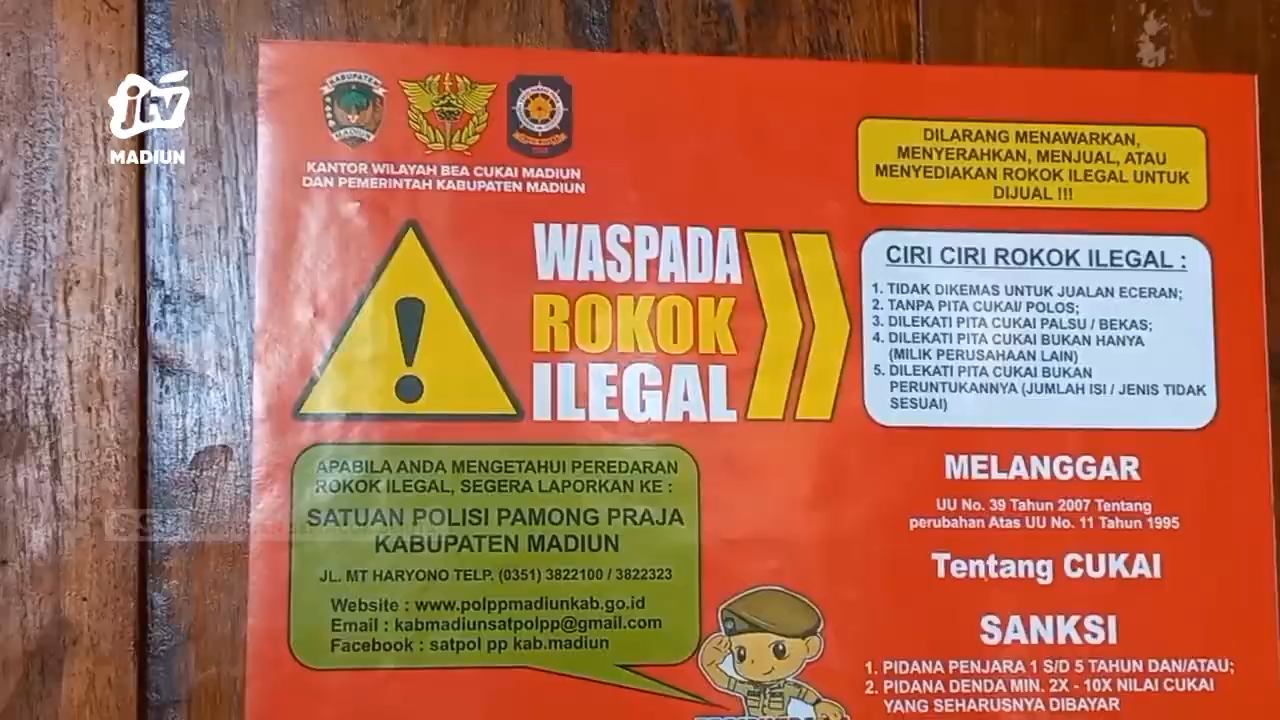 jtv
MADIUN
KABUPATEN
MADIUN
KANTOR WILAYAH BEA CUKAI MADIUN
DAN PEMERINTAH KABUPATEN MADIUN
WASPADA
ROKOK
ILEGAL
DILARANG MENAWARKAN,
MENYERAHKAN, MENJUAL, ATAU
MENYEDIAKAN ROKOK ILEGAL UNTUK
DIJUAL !!!
CIRI CIRI ROKOK ILEGAL :
1. TIDAK DIKEMAS UNTUK JUALAN ECERAN;
2. TANPA PITA CUKAI/ POLOS;
3. DILEKATI PITA CUKAI PALSU / BEKAS;
4. DILEKATI PITA CUKAI BUKAN HANYA
(MILIK PERUSAHAAN LAIN)
5. DILEKATI PITA CUKAI BUKAN
PERUNTUKANNYA (JUMLAH ISI / JENIS TIDAK
SESUAI)
APABILA ANDA MENGETAHUI PEREDARAN
ROKOK ILEGAL, SEGERA LAPORKAN KE :
SATUAN POLISI PAMONG PRAJA
KABUPATEN MADIUN
JL. MT HARYONO TELP. (0351) 3822100 / 3822323
Website : www.polppmadiunkab.go.id
Email : kabmadiunsatpolpp@gmail.com
Facebook : satpol pp kab.madiun
MELANGGAR
UU No. 39 Tahun 2007 Tentang
perubahan Atas UU No. 11 Tahun 1995
Tentang CUKAI
SANKSI
1. PIDANA PENJARA 1 S/D 5 TAHUN DAN/ATAU;
2. PIDANA DENDA MIN. 2X - 10X NILAI CUKAI
YANG SEHARUSNYA DIBAYAR